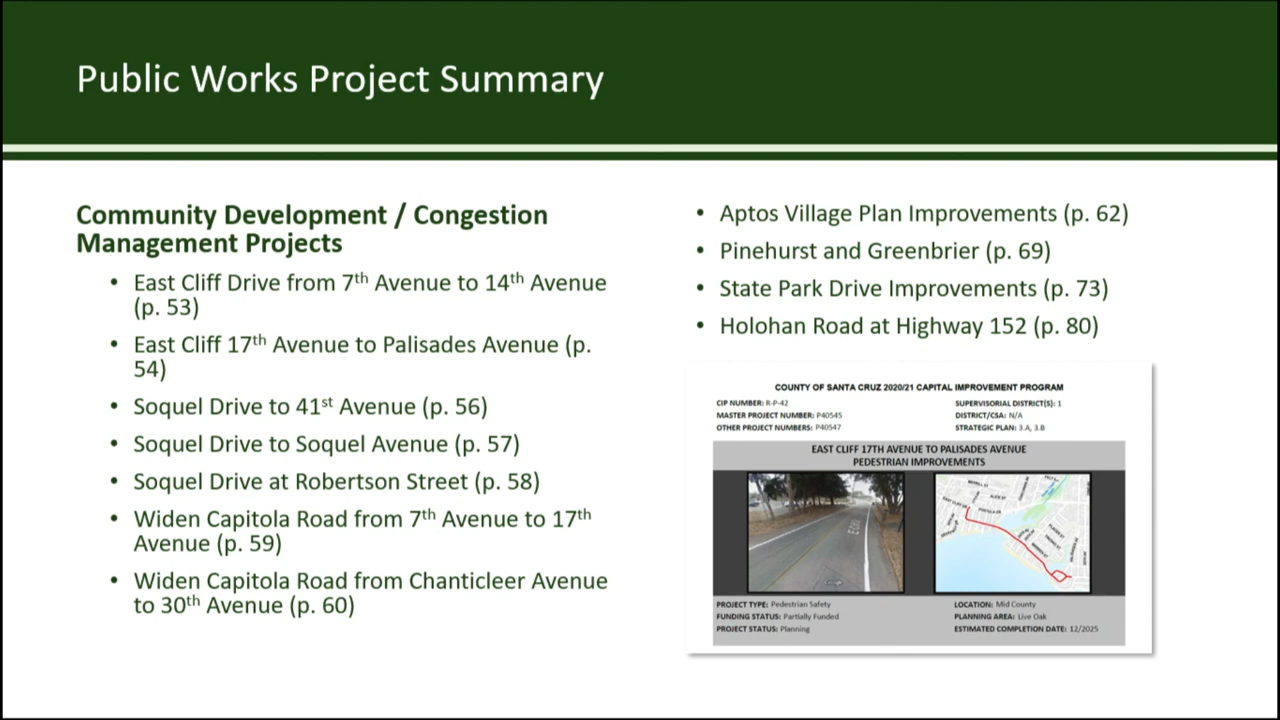 Public Works Project Summary
Community Development / Congestion
Management Projects
• East Cliff Drive from 7th Avenue to 14th Avenue
(p. 53)
• East Cliff 17th Avenue to Palisades Avenue (p.
54)
• Soquel Drive to 41st Avenue (p. 56)
• Soquel Drive to Soquel Avenue (p. 57)
• Soquel Drive at Robertson Street (p. 58)
• Widen Capitola Road from 7th Avenue to 17th
Avenue (p. 59)
• Widen Capitola Road from Chanticleer Avenue
to 30th Avenue (p. 60)
• Aptos Village Plan Improvements (p. 62)
• Pinehurst and Greenbrier (p. 69)
• State Park Drive Improvements (p. 73)
• Holohan Road at Highway 152 (p. 80)
COUNTY OF SANTA CRUZ 2020/21 CAPITAL IMPROVEMENT PROGRAM
CIP NUMBER: R-P-42
MASTER PROJECT NUMBER: P40545
OTHER PROJECT NUMBERS: P40547
SUPERVISORIAL DISTRICT(S): 1
DISTRICT/CSA: N/A
STRATEGIC PLAN: 3.A, 3.B
EAST CLIFF 17TH AVENUE TO PALISADES AVENUE
PEDESTRIAN IMPROVEMENTS
Google
PROJECT TYPE: Pedestrian Safety
FUNDING STATUS: Partially Funded
PROJECT STATUS: Planning
LOCATION: Mid County
PLANNING AREA: Live Oak
ESTIMATED COMPLETION DATE: 12/2025